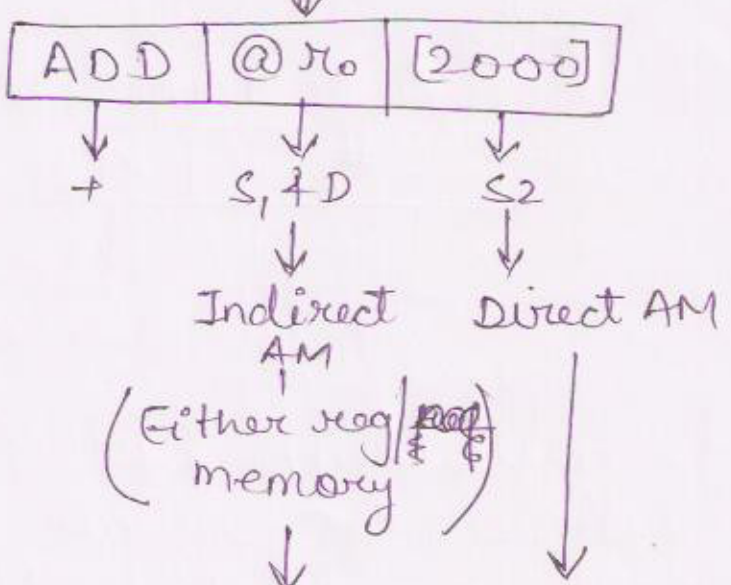 ADD @r0 [2000]
+ S1 & D S2
Indirect Direct AM
AM
(Either reg/
memory)